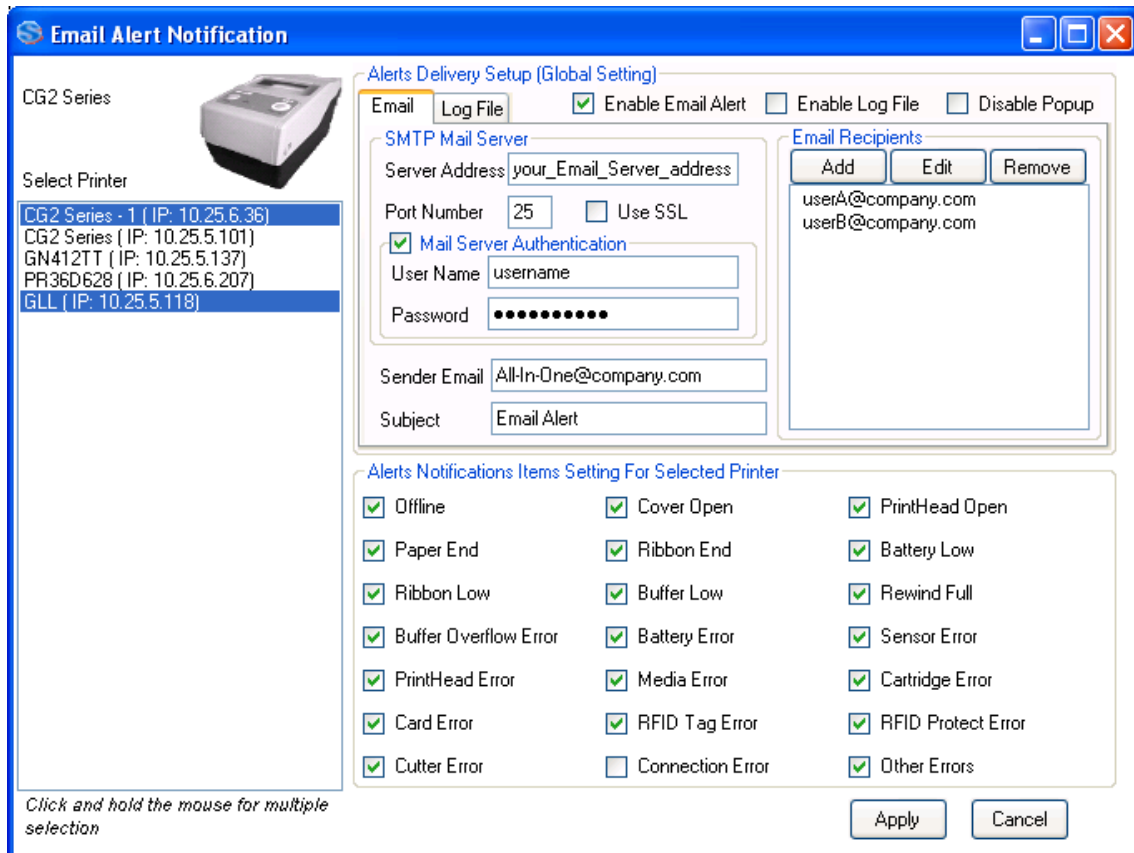 Email Alert Notification
CG2 Series
Select Printer
CG2 Series - 1 ( IP: 10.25.6.36)
CG2 Series ( IP: 10.25.5.101)
GN412TT ( IP: 10.25.5.137)
PR36D628 ( IP: 10.25.6.207)
GLL ( IP: 10.25.5.118)
Click and hold the mouse for multiple
selection
Alerts Delivery Setup (Global Setting)
Email Log File Enable Email Alert Enable Log File Disable Popup
SMTP Mail Server
Server Address your_Email_Server_address
Port Number 25 Use SSL
Mail Server Authentication
User Name username
Password ●●●●●●●●●●
Sender Email All-In-One@company.com
Subject Email Alert
Email Recipients
Add Edit Remove
userA@company.com
userB@company.com
Alerts Notifications Items Setting For Selected Printer
Offline Cover Open PrintHead Open
Paper End Ribbon End Battery Low
Ribbon Low Buffer Low Rewind Full
Buffer Overflow Error Battery Error Sensor Error
PrintHead Error Media Error Cartridge Error
Card Error RFID Tag Error RFID Protect Error
Cutter Error Connection Error Other Errors
Apply Cancel